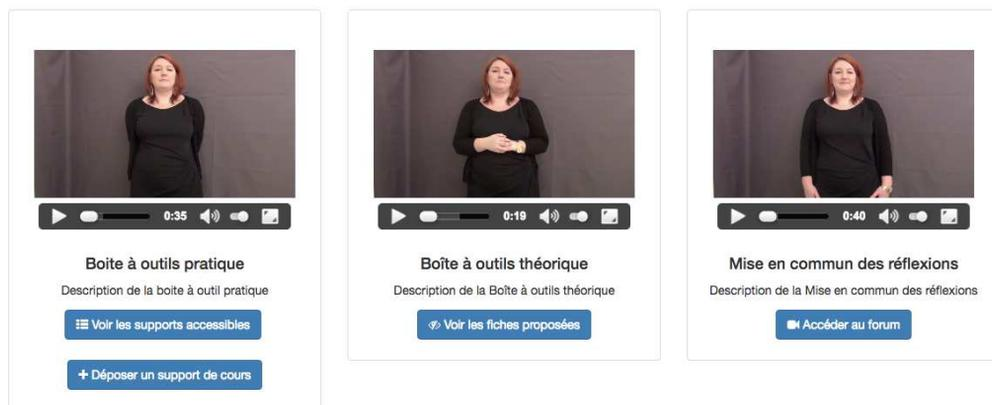 0:35
Boite à outils pratique
Description de la boite à outil pratique
Voir les supports accessibles
+ Déposer un support de cours
0:19
Boîte à outils théorique
Description de la Boîte à outils théorique
Voir les fiches proposées
0:40
Mise en commun des réflexions
Description de la Mise en commun des réflexions
Accéder au forum